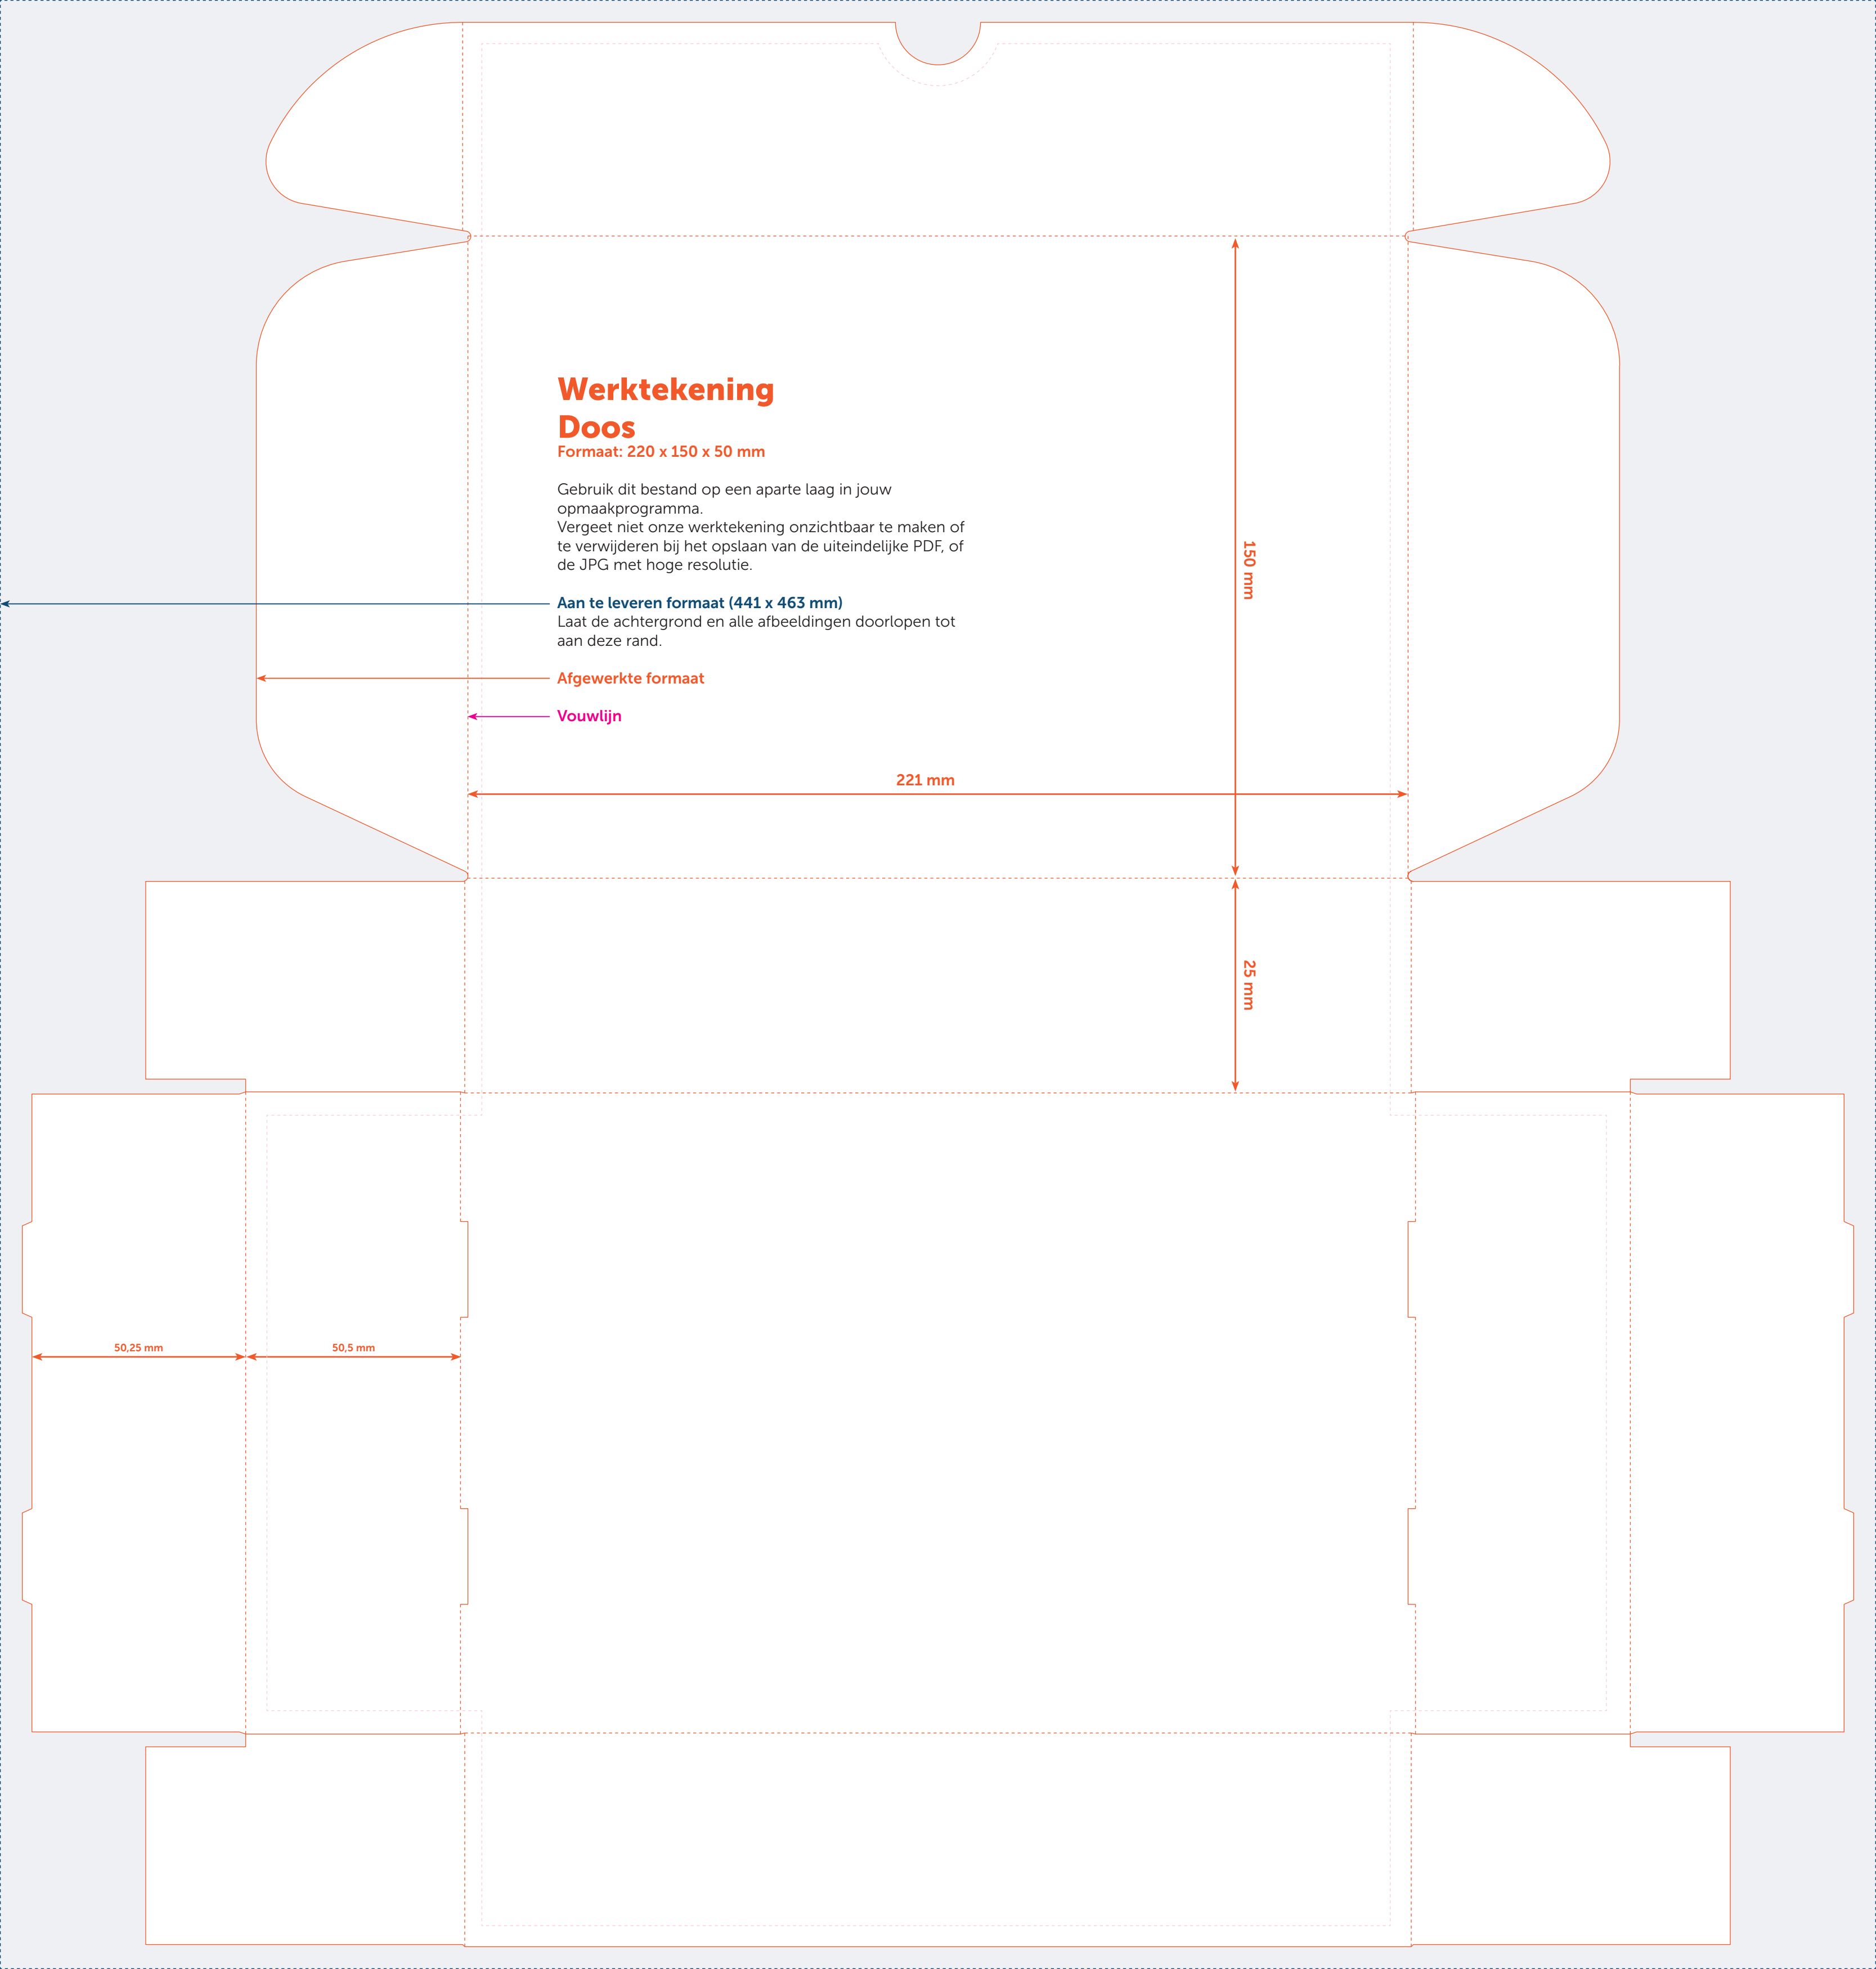 Werktekening
Doos
Formaat: 220 x 150 x 50 mm
Gebruik dit bestand op een aparte laag in jouw
opmaakprogramma.
Vergeet niet onze werktekening onzichtbaar te maken of
te verwijderen bij het opslaan van de uiteindelijke PDF, of
de JPG met hoge resolutie.
Aan te leveren formaat (441 x 463 mm)
Laat de achtergrond en alle afbeeldingen doorlopen tot
aan deze rand.
Afgewerkte formaat
Vouwlijn
150 mm
221 mm
25 mm
50,25 mm
50,5 mm